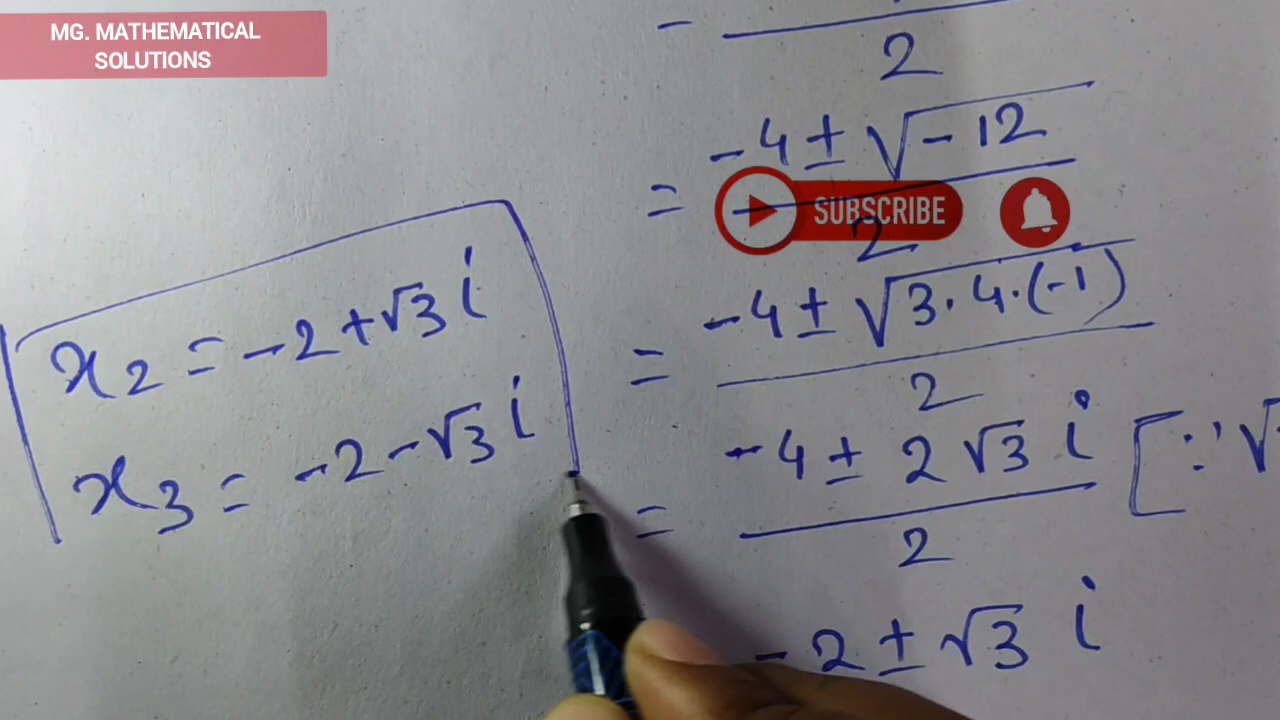 MG. MATHEMATICAL
SOLUTIONS
x₂ = -2+√3 i
x₃ = -2-√3 i
2
-4 ± √-12
=
SUBSCRIBE
2
= -4 ± √3·4·(-1)
2
= -4 ± 2 √3 i [∵ √
2
-2 ± √3 i